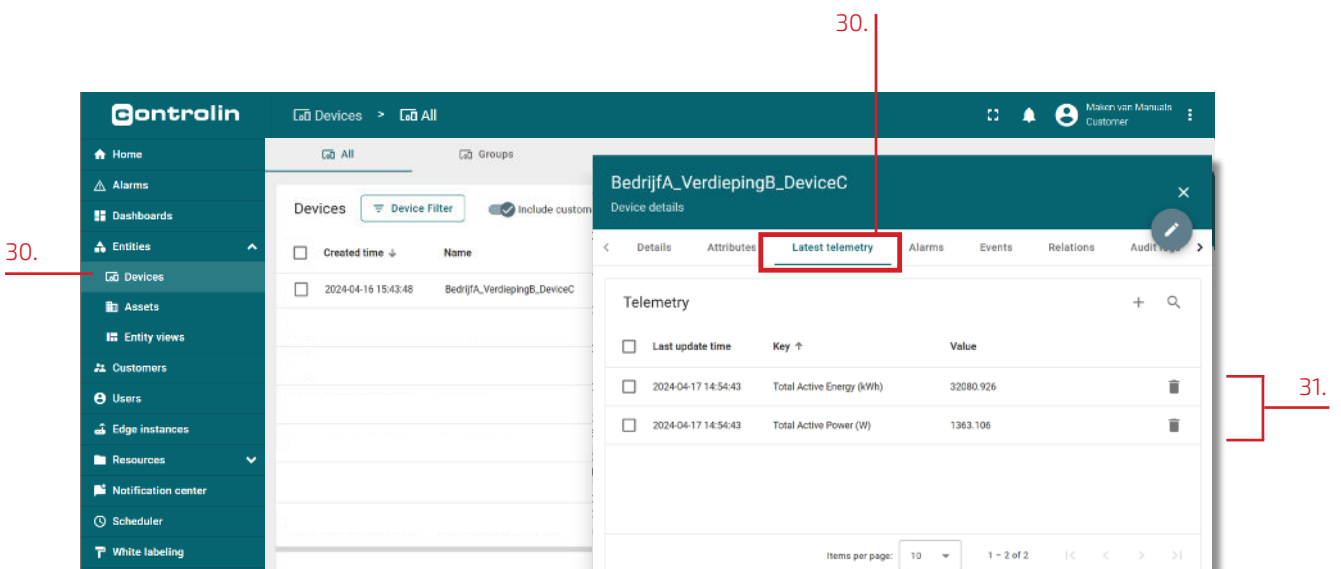 30.
controlin
Devices > All
Maken van Manuals
Customer
Home
Alarms
Dashboards
30.
Entities
Devices
Assets
Entity views
Customers
Users
Edge instances
Resources
Notification center
Scheduler
White labeling
All
Groups
Devices
Device Filter
Include custom
Created time
Name
2024-04-16 15:43:48
BedrijfA_VerdiepingB_DeviceC
BedrijfA_VerdiepingB_DeviceC
Device details
Details
Attributes
Latest telemetry
Alarms
Events
Relations
Audit
Telemetry
Last update time
Key
Value
2024-04-17 14:54:43
Total Active Energy (kWh)
32080.926
2024-04-17 14:54:43
Total Active Power (W)
1363.106
31.
Items per page:
10
1 – 2 of 2